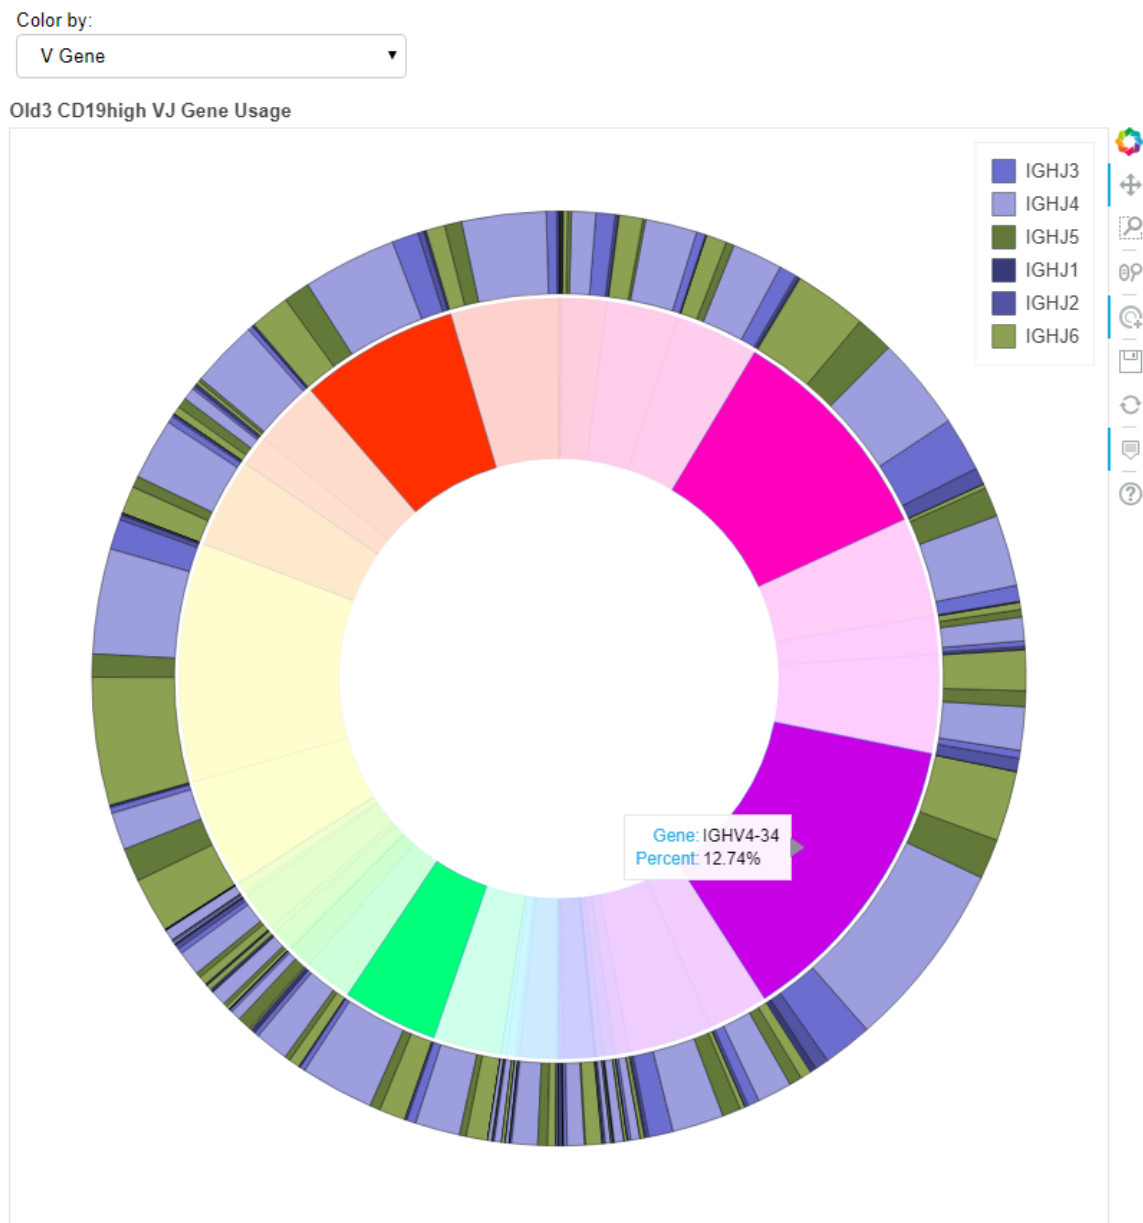 Color by:
V Gene
Old3 CD19high VJ Gene Usage
IGHJ3
IGHJ4
IGHJ5
IGHJ1
IGHJ2
IGHJ6
Gene: IGHV4-34
Percent: 12.74%